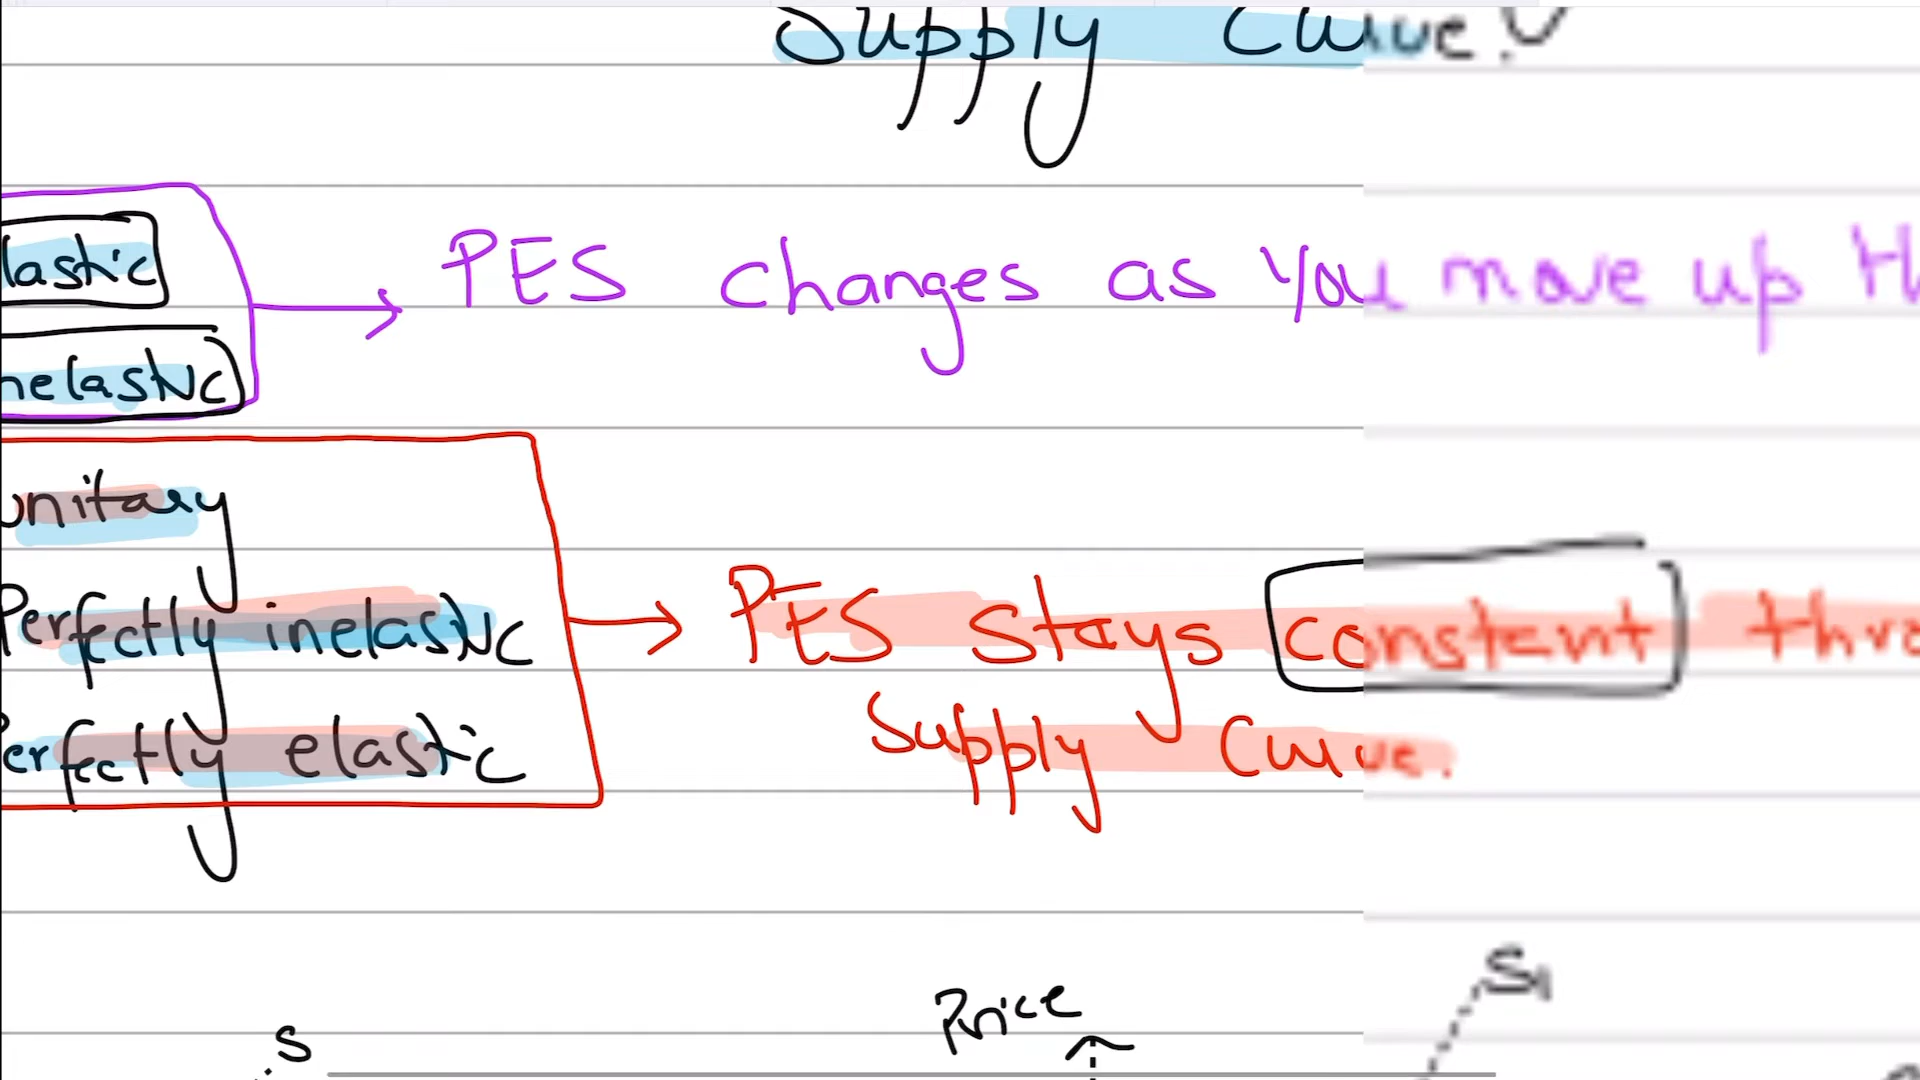 Supply Curve.
lastic
PES changes as you move up th
nelastic
unitary
Perfectly inelastic
PES stays constant thro
erfectly elastic
Supply Curve.
Price
S1
S